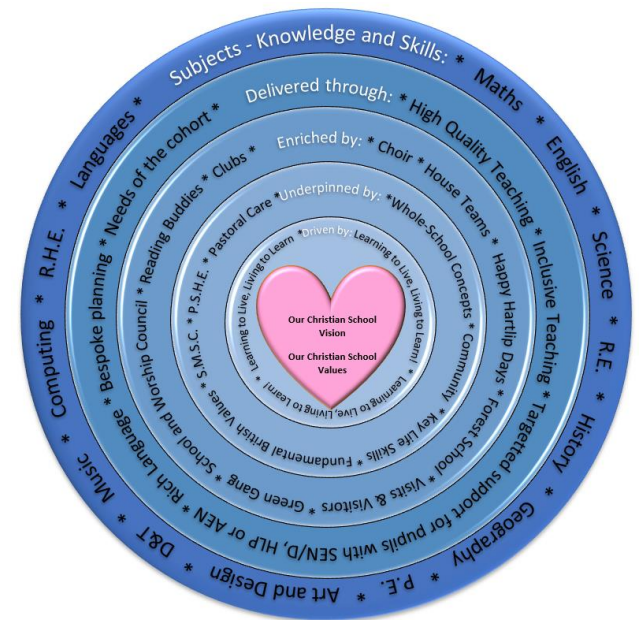 Subjects - Knowledge and Skills: * Maths * English * Science * R.E. * History * Geography * P.E. * Art and Design * D&T * Music * Computing * R.H.E. * Languages *
Delivered through: * High Quality Teaching * Inclusive Teaching * Targetted support for pupils with SEN/D, HLP or AEN * Rich Language * Bespoke planning * Needs of the cohort *
Enriched by: * Choir * House Teams * Happy Hartlip Days * Forest School * Visits & Visitors * Green Gang * School and Worship Council * Reading Buddies * Clubs *
Underpinned by: *Whole-School Concepts * Community * Key Life Skills * Fundamental British Values * S.M.S.C. * P.S.H.E. * Pastoral Care *
Driven by: Learning to Live, Living to Learn! * Learning to Live, Living to Learn! * Learning to Live, Living to Learn *
Our Christian School
Vision
Our Christian School
Values